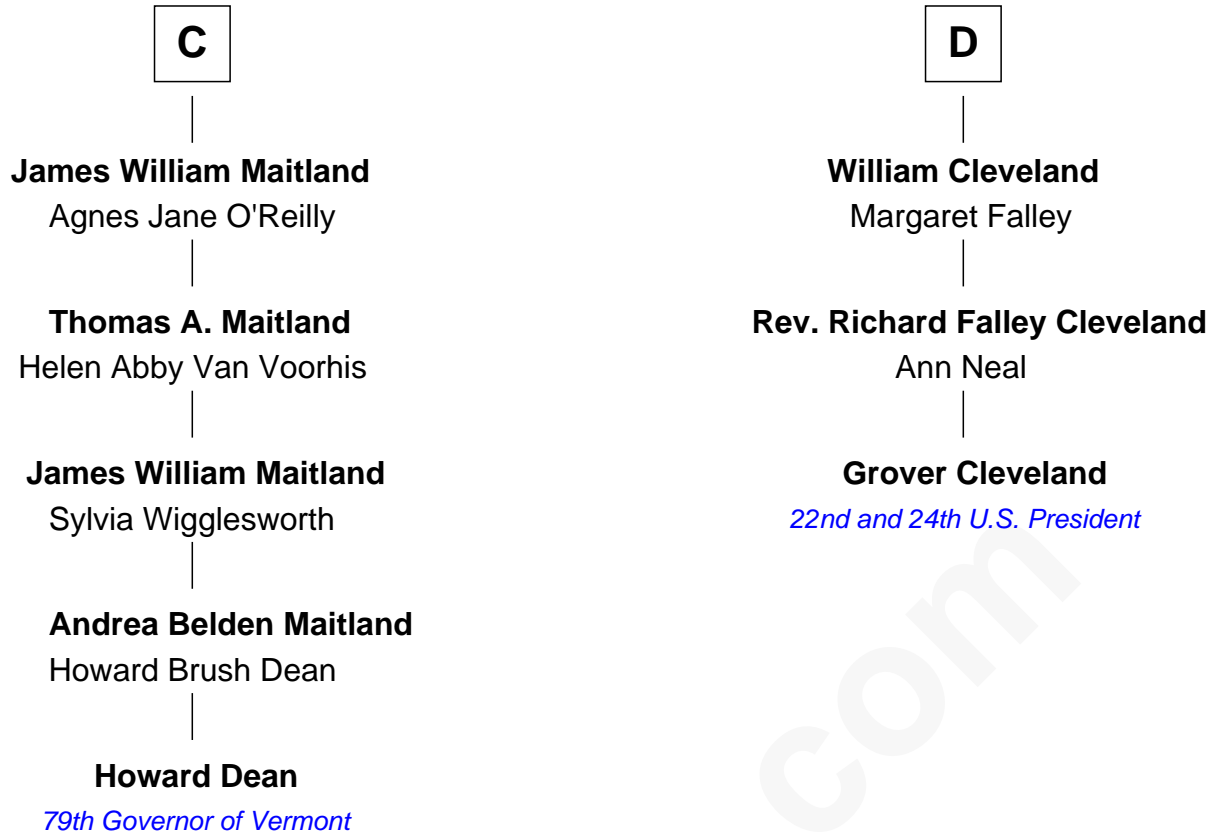 C
James William Maitland
Agnes Jane O'Reilly
Thomas A. Maitland
Helen Abby Van Voorhis
James William Maitland
Sylvia Wigglesworth
Andrea Belden Maitland
Howard Brush Dean
Howard Dean
79th Governor of Vermont
D
William Cleveland
Margaret Falley
Rev. Richard Falley Cleveland
Ann Neal
Grover Cleveland
22nd and 24th U.S. President
com